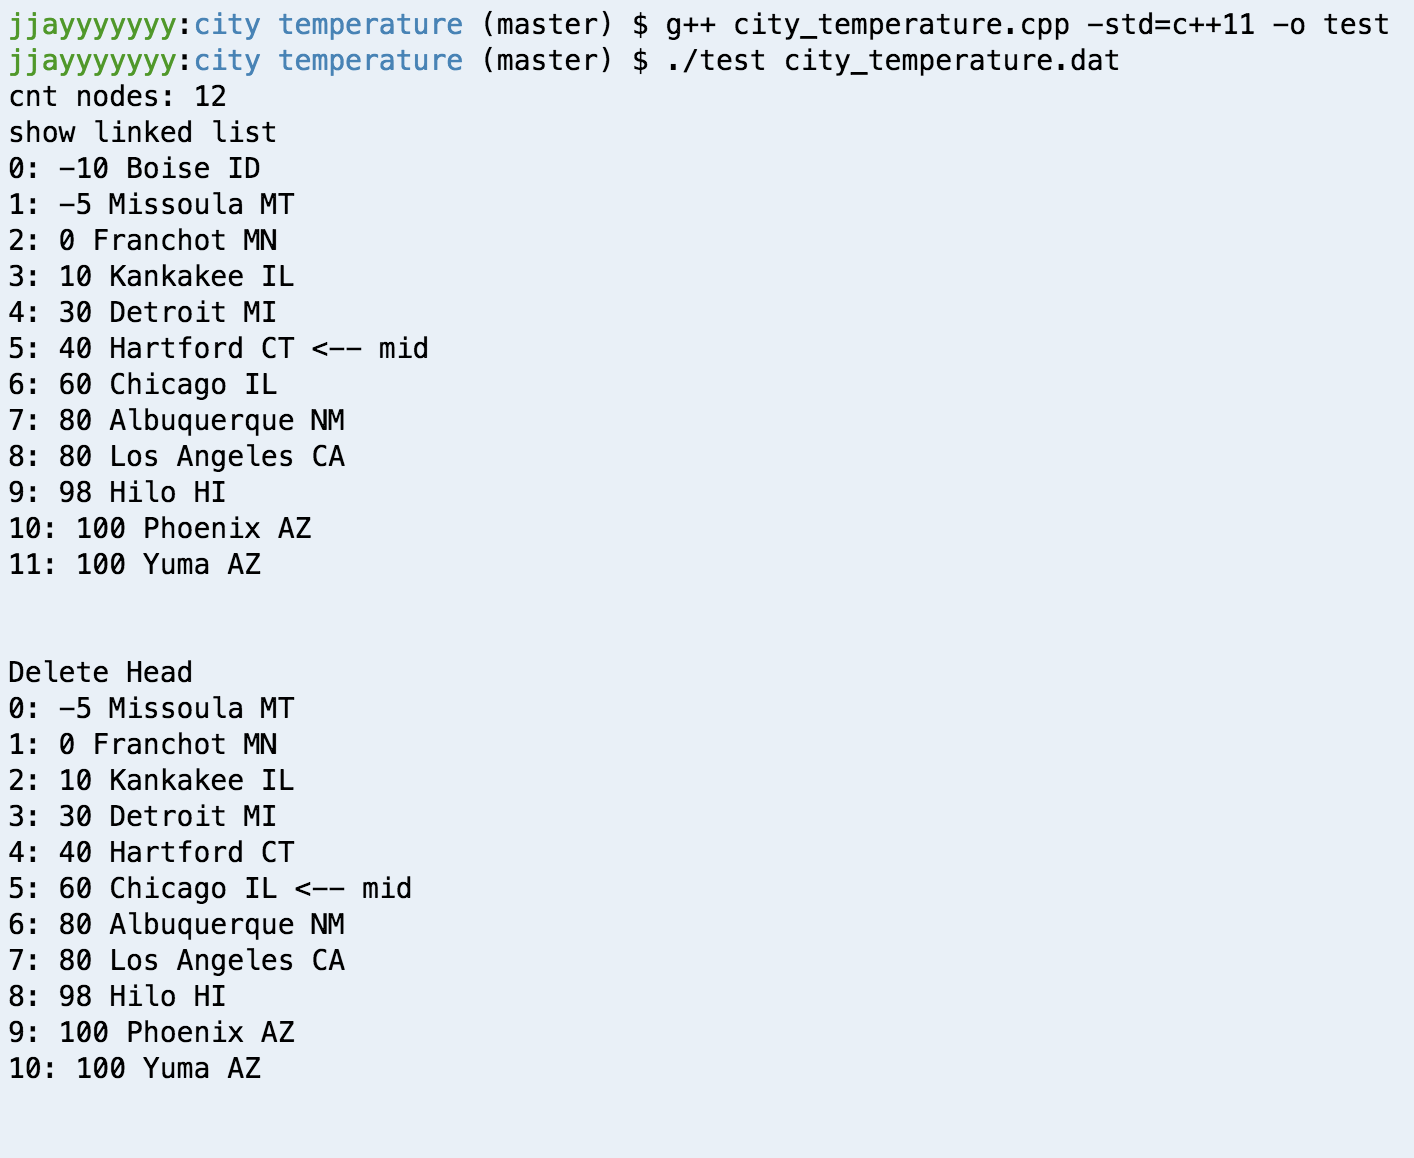 jjayyyyyyy:city temperature (master) $ g++ city_temperature.cpp -std=c++11 -o test
jjayyyyyyy:city temperature (master) $ ./test city_temperature.dat
cnt nodes: 12
show linked list
0: -10 Boise ID
1: -5 Missoula MT
2: 0 Franchot MN
3: 10 Kankakee IL
4: 30 Detroit MI
5: 40 Hartford CT <-- mid
6: 60 Chicago IL
7: 80 Albuquerque NM
8: 80 Los Angeles CA
9: 98 Hilo HI
10: 100 Phoenix AZ
11: 100 Yuma AZ
Delete Head
0: -5 Missoula MT
1: 0 Franchot MN
2: 10 Kankakee IL
3: 30 Detroit MI
4: 40 Hartford CT
5: 60 Chicago IL <-- mid
6: 80 Albuquerque NM
7: 80 Los Angeles CA
8: 98 Hilo HI
9: 100 Phoenix AZ
10: 100 Yuma AZ